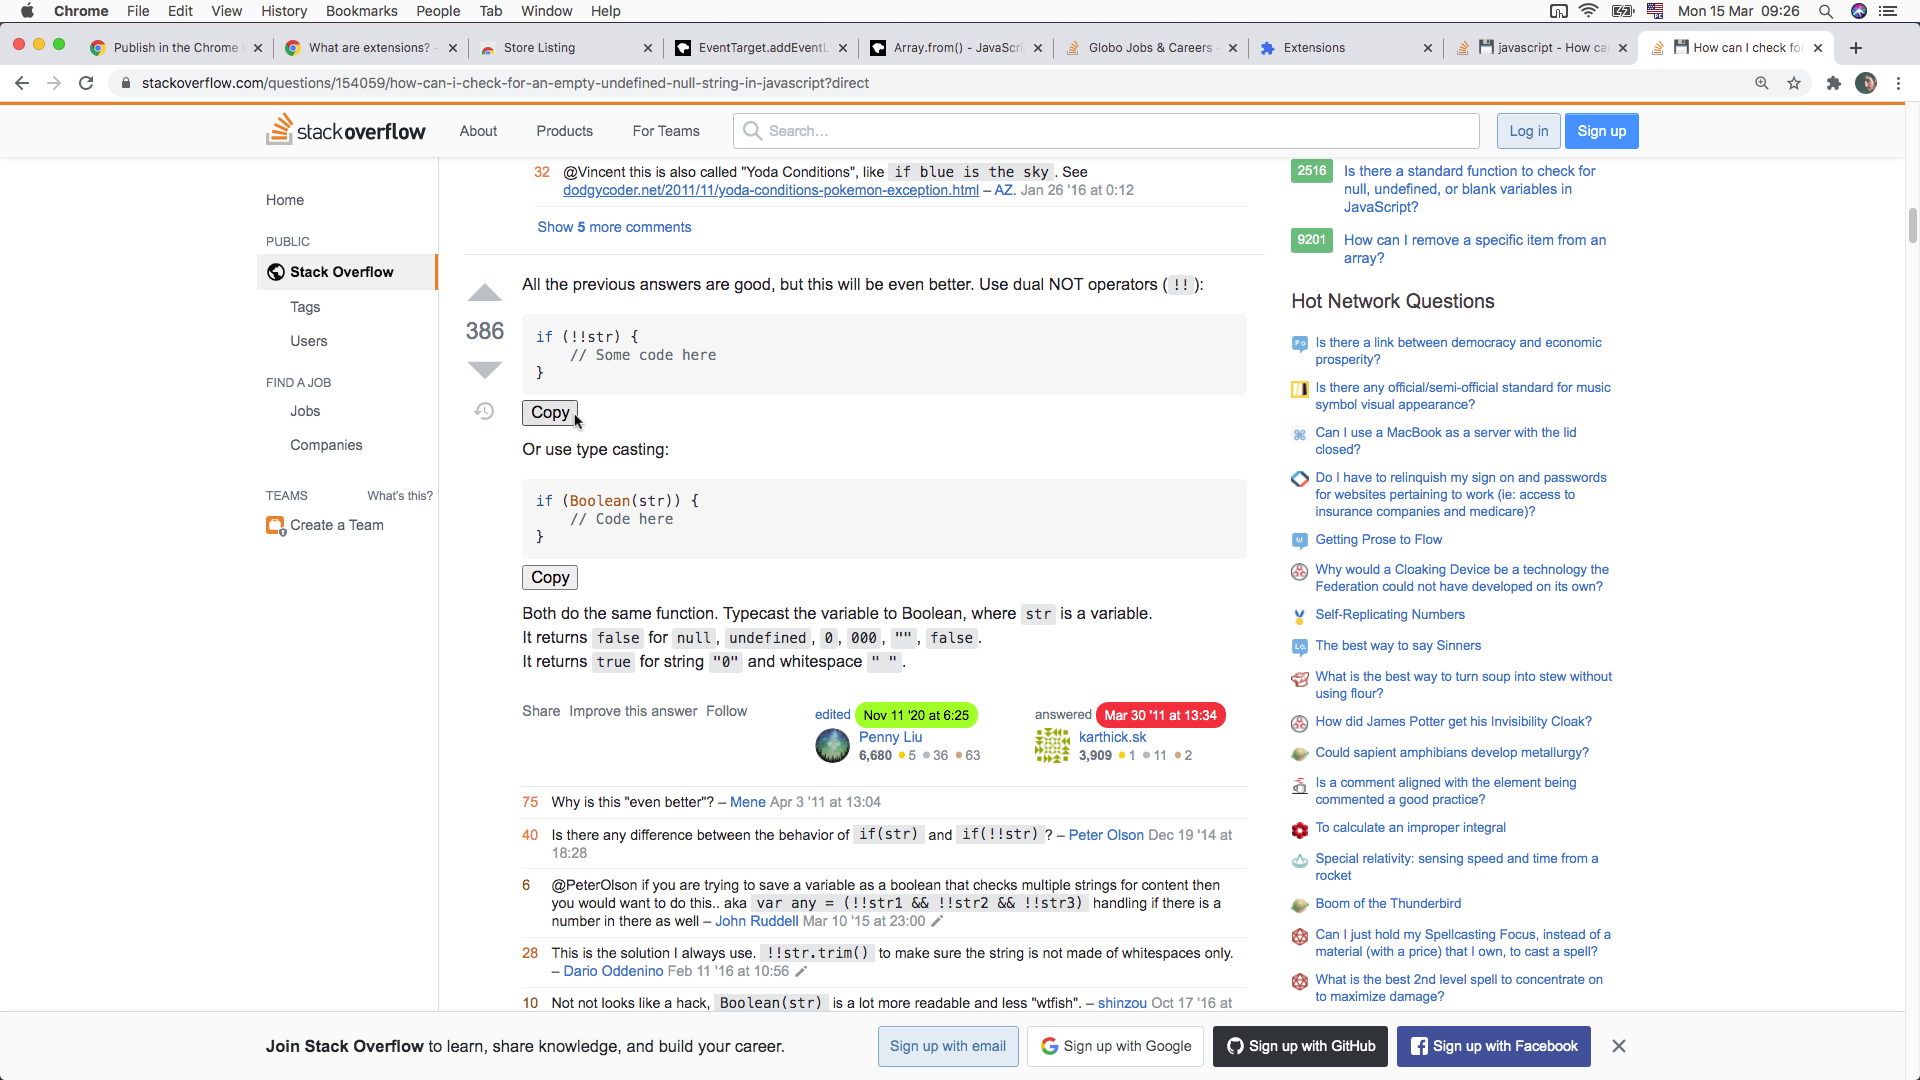 Chrome File Edit View History Bookmarks People Tab Window Help Mon 15 Mar 09:26
Publish in the Chrome What are extensions? - Store Listing EventTarget.addEventL Array.from() - JavaScri Globo Jobs & Careers - Extensions javascript - How ca How can I check fo
stackoverflow.com/questions/154059/how-can-i-check-for-an-empty-undefined-null-string-in-javascript?direct
stackoverflow About Products For Teams Search... Log in Sign up
Home
PUBLIC
Stack Overflow
Tags
Users
FIND A JOB
Jobs
Companies
TEAMS What's this?
Create a Team
32 @Vincent this is also called "Yoda Conditions", like if blue is the sky. See
dodgycoder.net/2011/11/yoda-conditions-pokemon-exception.html – AZ. Jan 26 '16 at 0:12
Show 5 more comments
All the previous answers are good, but this will be even better. Use dual NOT operators (!!):
386
if (!!str) {
// Some code here
}
Copy
Or use type casting:
if (Boolean(str)) {
// Code here
}
Copy
Both do the same function. Typecast the variable to Boolean, where str is a variable.
It returns false for null, undefined, 0, 000, "", false.
It returns true for string "0" and whitespace " ".
Share Improve this answer Follow
edited Nov 11 '20 at 6:25
Penny Liu
6,680 5 36 63
answered Mar 30 '11 at 13:34
karthick.sk
3,909 1 11 2
75 Why is this "even better"? – Mene Apr 3 '11 at 13:04
40 Is there any difference between the behavior of if(str) and if(!!str)? – Peter Olson Dec 19 '14 at
18:28
6 @PeterOlson if you are trying to save a variable as a boolean that checks multiple strings for content then
you would want to do this.. aka var any = (!!str1 && !!str2 && !!str3) handling if there is a
number in there as well – John Ruddell Mar 10 '15 at 23:00
28 This is the solution I always use. !!str.trim() to make sure the string is not made of whitespaces only.
– Dario Oddenino Feb 11 '16 at 10:56
10 Not not looks like a hack, Boolean(str) is a lot more readable and less "wtfish". – shinzou Oct 17 '16 at
2516 Is there a standard function to check for
null, undefined, or blank variables in
JavaScript?
9201 How can I remove a specific item from an
array?
Hot Network Questions
Is there a link between democracy and economic
prosperity?
Is there any official/semi-official standard for music
symbol visual appearance?
Can I use a MacBook as a server with the lid
closed?
Do I have to relinquish my sign on and passwords
for websites pertaining to work (ie: access to
insurance companies and medicare)?
Getting Prose to Flow
Why would a Cloaking Device be a technology the
Federation could not have developed on its own?
Self-Replicating Numbers
The best way to say Sinners
What is the best way to turn soup into stew without
using flour?
How did James Potter get his Invisibility Cloak?
Could sapient amphibians develop metallurgy?
Is a comment aligned with the element being
commented a good practice?
To calculate an improper integral
Special relativity: sensing speed and time from a
rocket
Boom of the Thunderbird
Can I just hold my Spellcasting Focus, instead of a
material (with a price) that I own, to cast a spell?
What is the best 2nd level spell to concentrate on
to maximize damage?
Join Stack Overflow to learn, share knowledge, and build your career. Sign up with email Sign up with Google Sign up with GitHub Sign up with Facebook